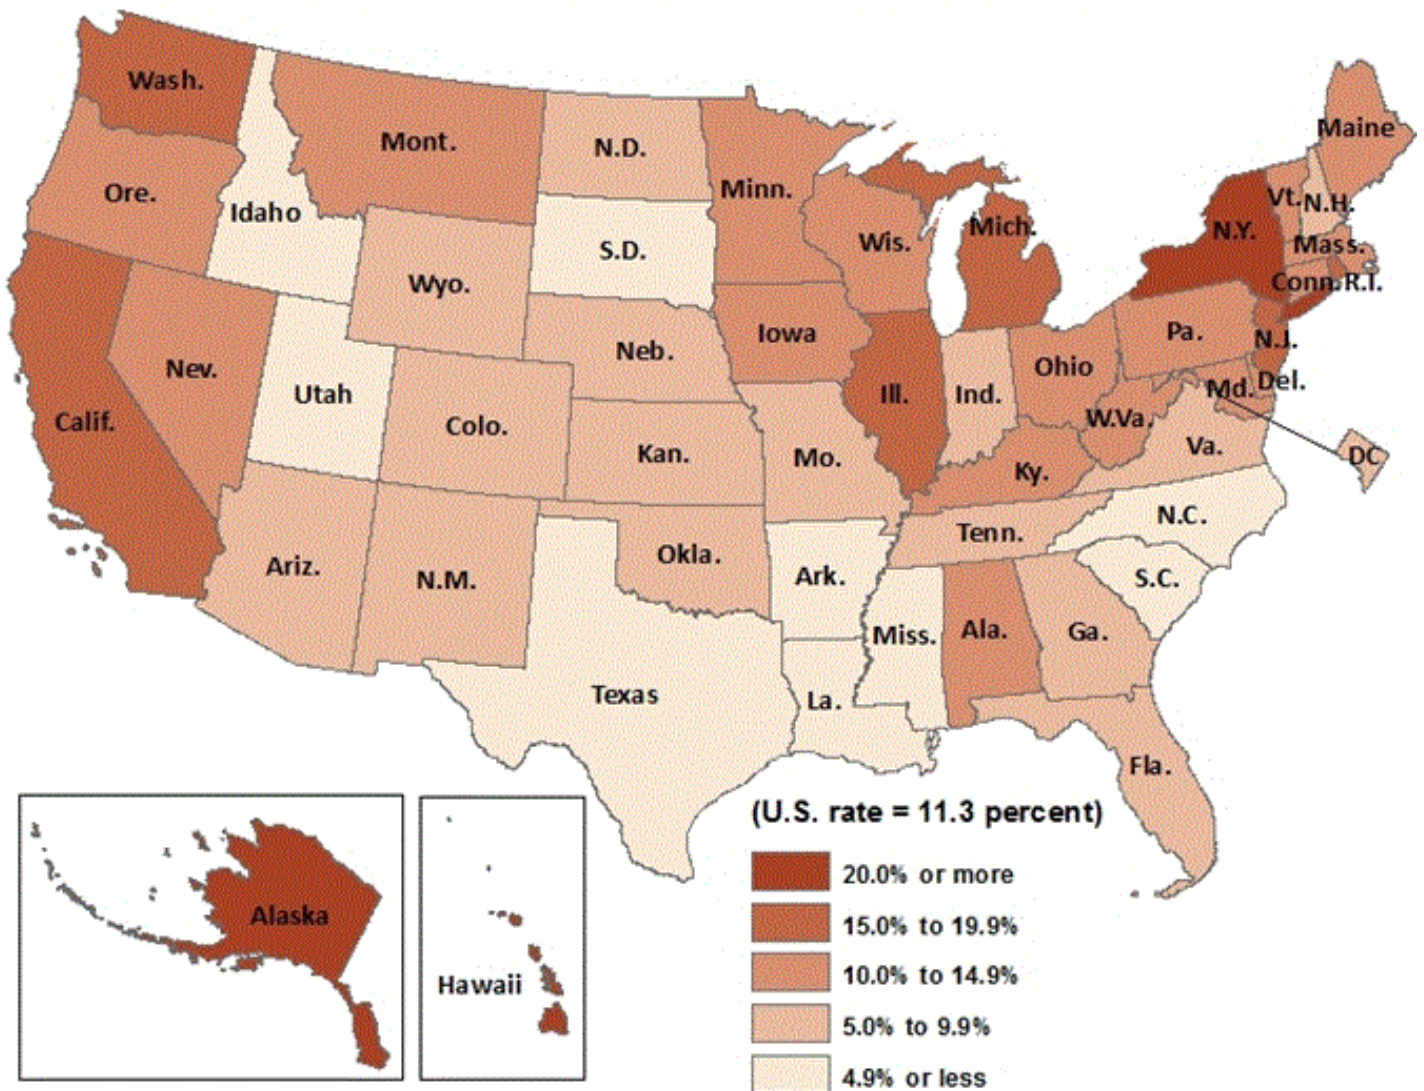 Wash.
Mont.
N.D.
Minn.
Maine
Ore.
Idaho
S.D.
Wis.
Mich.
N.Y.
Vt.
N.H.
Mass.
Conn.
R.I.
Wyo.
Iowa
Neb.
Pa.
N.J.
Nev.
Utah
Colo.
Kan.
Mo.
Ill.
Ind.
Ohio
Md.
Del.
W.Va.
Va.
DC
Calif.
Ky.
Ariz.
N.M.
Okla.
Ark.
Tenn.
N.C.
S.C.
Miss.
Ala.
Ga.
Texas
La.
Fla.
Alaska
Hawaii
(U.S. rate = 11.3 percent)
20.0% or more
15.0% to 19.9%
10.0% to 14.9%
5.0% to 9.9%
4.9% or less